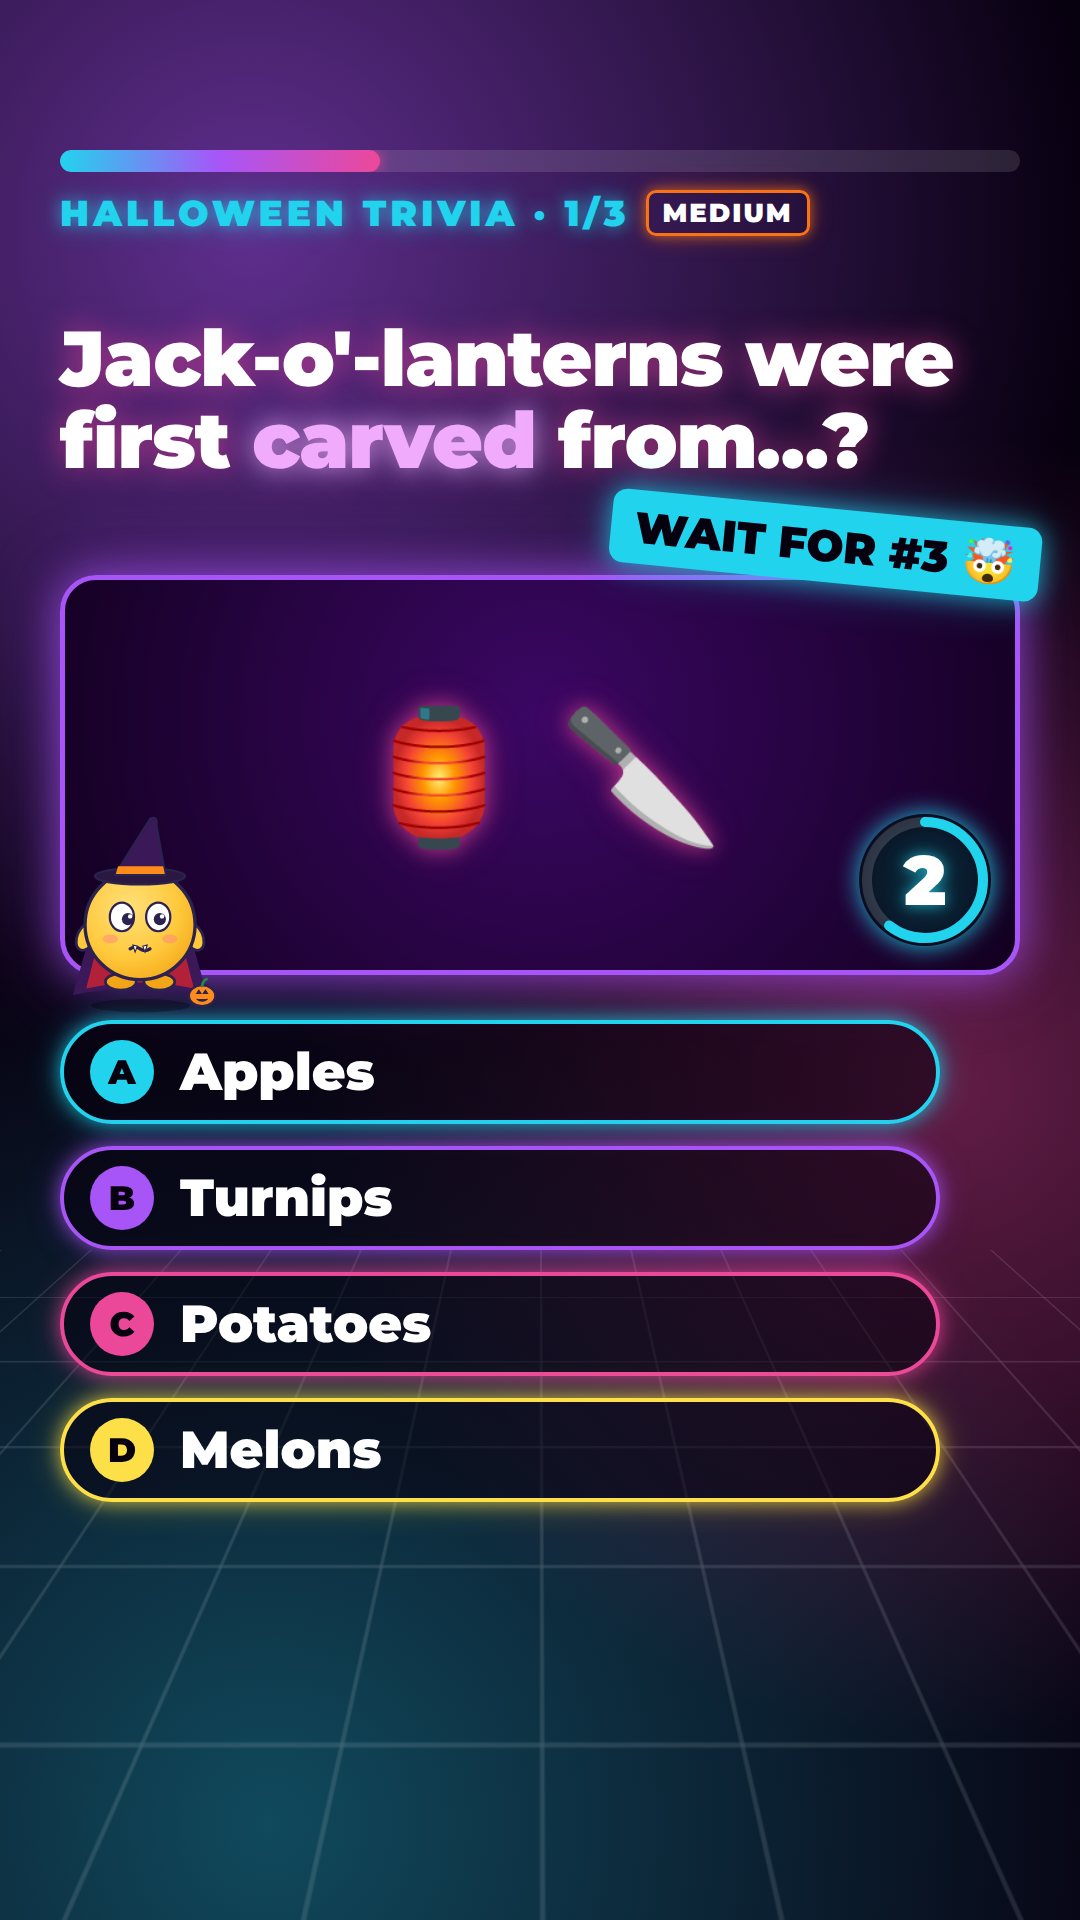 HALLOWEEN TRIVIA · 1/3 MEDIUM
Jack-o'-lanterns were
first carved from...?
WAIT FOR #3 🤯
2
A Apples
B Turnips
C Potatoes
D Melons